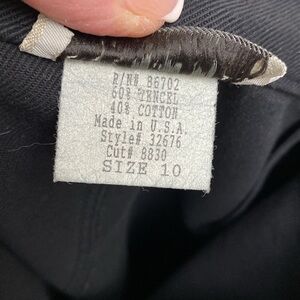 R/N# 86702
60% TENCEL
40% COTTON
Made in U.S.A.
Style# 32676
Cut# 8830
SIZE 10